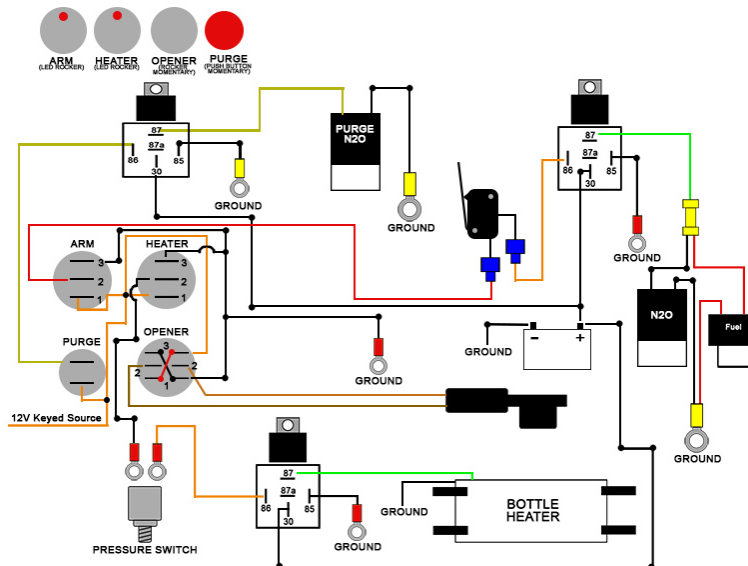 ARM
(LED ROCKER)
HEATER
(LED ROCKER)
OPENER
(ROCKER
MOMENTARY)
PURGE
(PUSH BUTTON
MOMENTARY)
87
87a
86
85
30
GROUND
PURGE
N2O
GROUND
87
87a
86
85
30
GROUND
ARM
3
2
1
HEATER
3
2
1
PURGE
OPENER
3
2
2
1
12V Keyed Source
GROUND
GROUND
-
+
N2O
Fuel
GROUND
PRESSURE SWITCH
87
87a
86
85
30
GROUND
GROUND
BOTTLE
HEATER